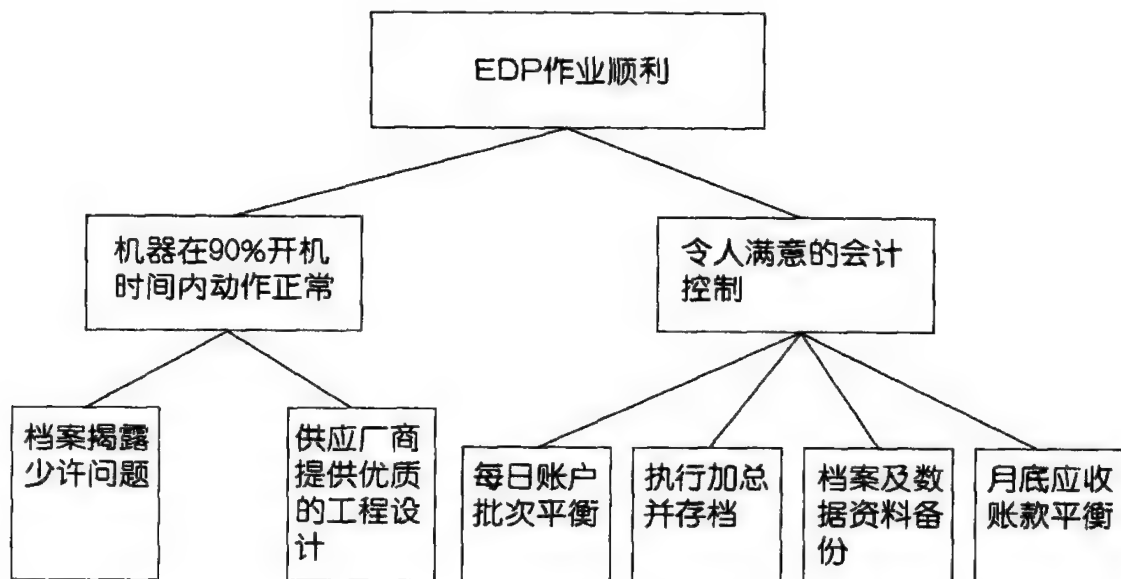 EDP作业顺利
机器在90%开机
时间内动作正常
令人满意的会计
控制
档案揭露
少许问题
供应厂商
提供优质
的工程设
计
每日账户
批次平衡
执行加总
并存档
档案及数
据资料备
份
月底应收
账款平衡